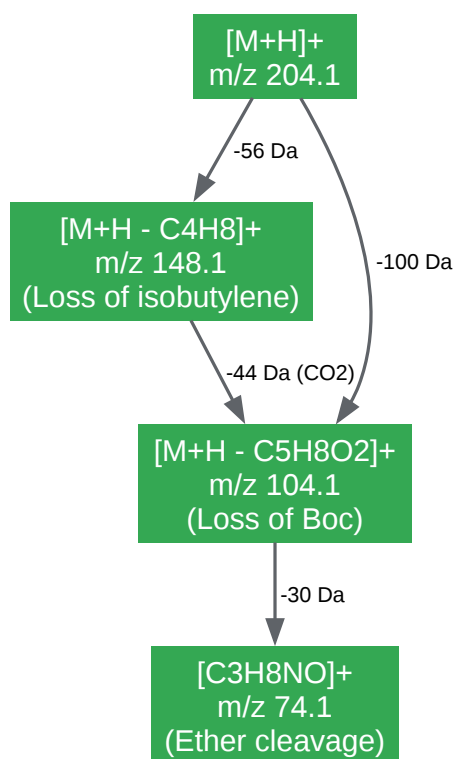 [M+H]+
m/z 204.1
-56 Da
[M+H - C4H8]+
m/z 148.1
(Loss of isobutylene)
-100 Da
-44 Da (CO2)
[M+H - C5H8O2]+
m/z 104.1
(Loss of Boc)
-30 Da
[C3H8NO]+
m/z 74.1
(Ether cleavage)